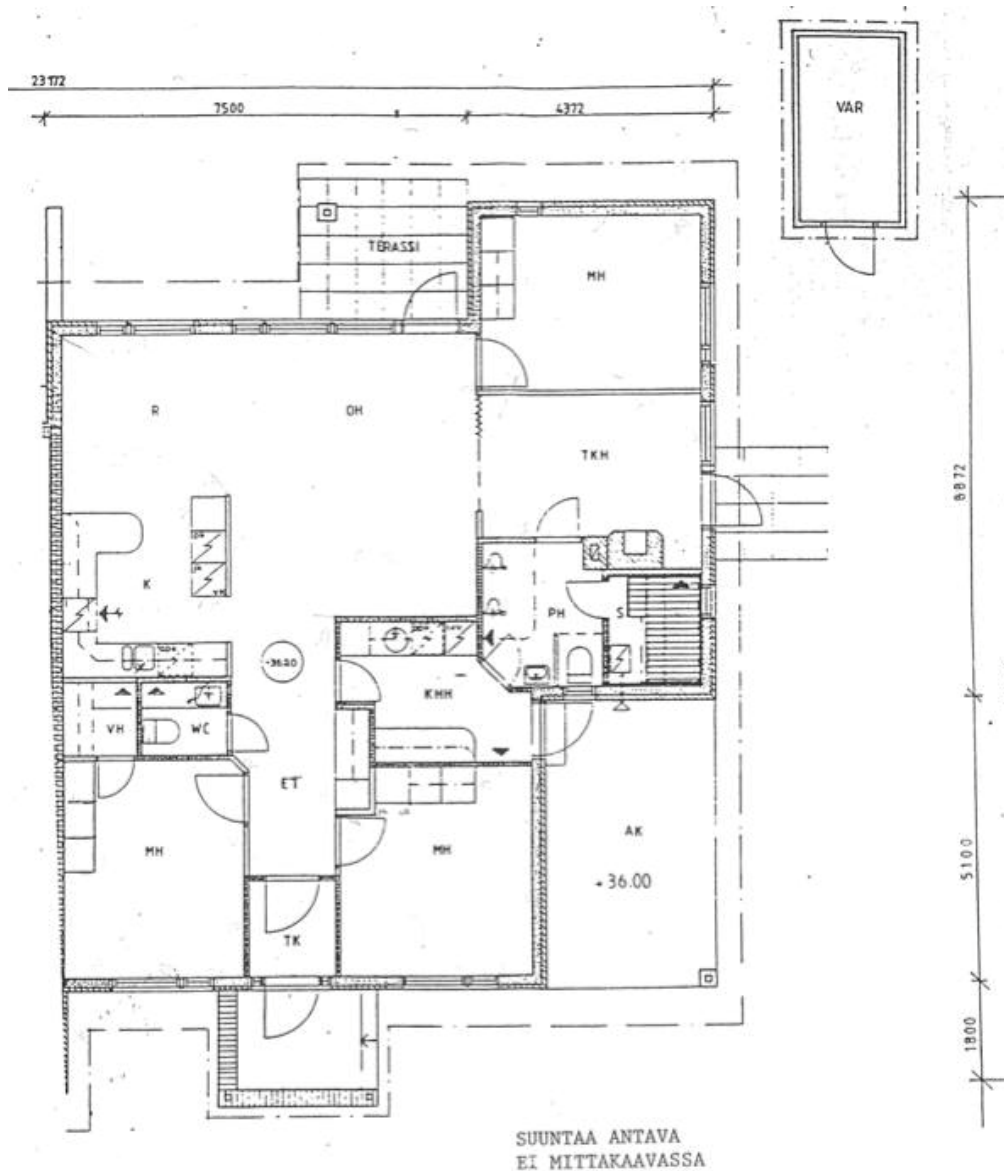 23172
7500
4372
VAR
TERASSI
MH
R
OH
TKH
8872
K
PH
S
36.20
KHH
VH
WC
ET
MH
MH
AK
+36.00
5100
TK
1800
SUUNTAA ANTAVA
EI MITTAKAAVASSA